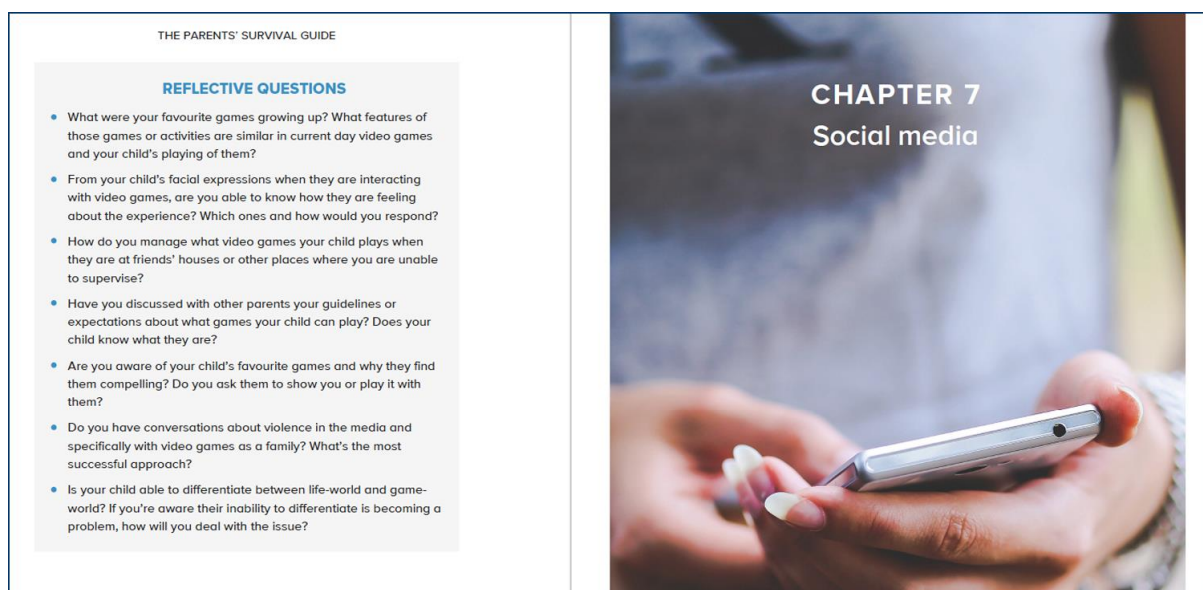 THE PARENTS' SURVIVAL GUIDE
REFLECTIVE QUESTIONS
• What were your favourite games growing up? What features of
those games or activities are similar in current day video games
and your child's playing of them?
• From your child's facial expressions when they are interacting
with video games, are you able to know how they are feeling
about the experience? Which ones and how would you respond?
• How do you manage what video games your child plays when
they are at friends' houses or other places where you are unable
to supervise?
• Have you discussed with other parents your guidelines or
expectations about what games your child can play? Does your
child know what they are?
• Are you aware of your child's favourite games and why they find
them compelling? Do you ask them to show you or play it with
them?
• Do you have conversations about violence in the media and
specifically with video games as a family? What's the most
successful approach?
• Is your child able to differentiate between life-world and game-
world? If you're aware their inability to differentiate is becoming a
problem, how will you deal with the issue?
CHAPTER 7
Social media